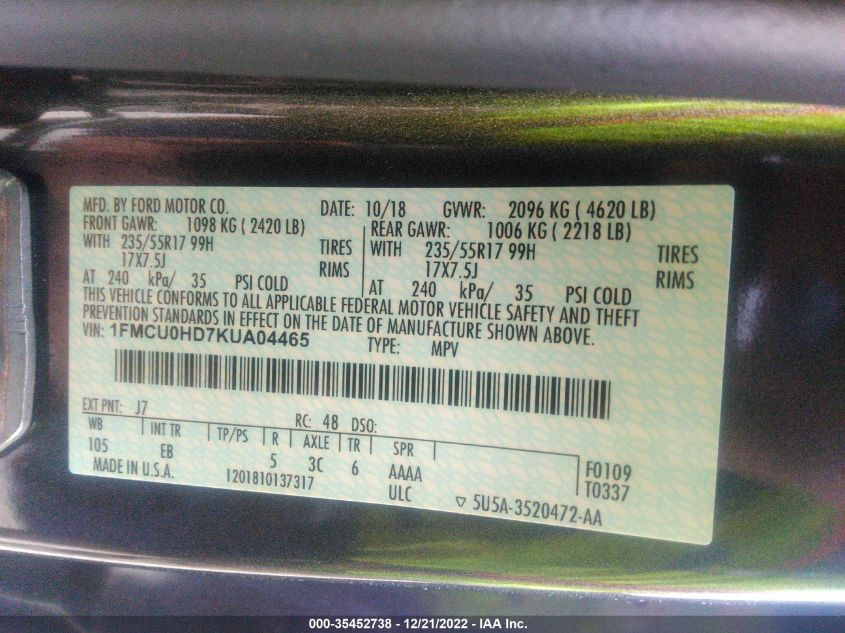 MFD. BY FORD MOTOR CO. DATE: 10/18 GVWR: 2096 KG ( 4620 LB)
FRONT GAWR: 1098 KG ( 2420 LB) REAR GAWR: 1006 KG ( 2218 LB)
WITH 235/55R17 99H TIRES WITH 235/55R17 99H TIRES
17X7.5J RIMS 17X7.5J RIMS
AT 240 kPa/ 35 PSI COLD AT 240 kPa/ 35 PSI COLD
THIS VEHICLE CONFORMS TO ALL APPLICABLE FEDERAL MOTOR VEHICLE SAFETY AND THEFT
PREVENTION STANDARDS IN EFFECT ON THE DATE OF MANUFACTURE SHOWN ABOVE.
VIN: 1FMCU0HD7KUA04465 TYPE: MPV
EXT PNT: J7 RC: 48 DSO:
WB INT TR TP/PS R AXLE TR SPR
105 EB 5 3C 6 AAAA F0109
MADE IN U.S.A. 1201810137317 ULC T0337
▽ 5U5A-3520472-AA
000-35452738 - 12/21/2022 - IAA Inc.